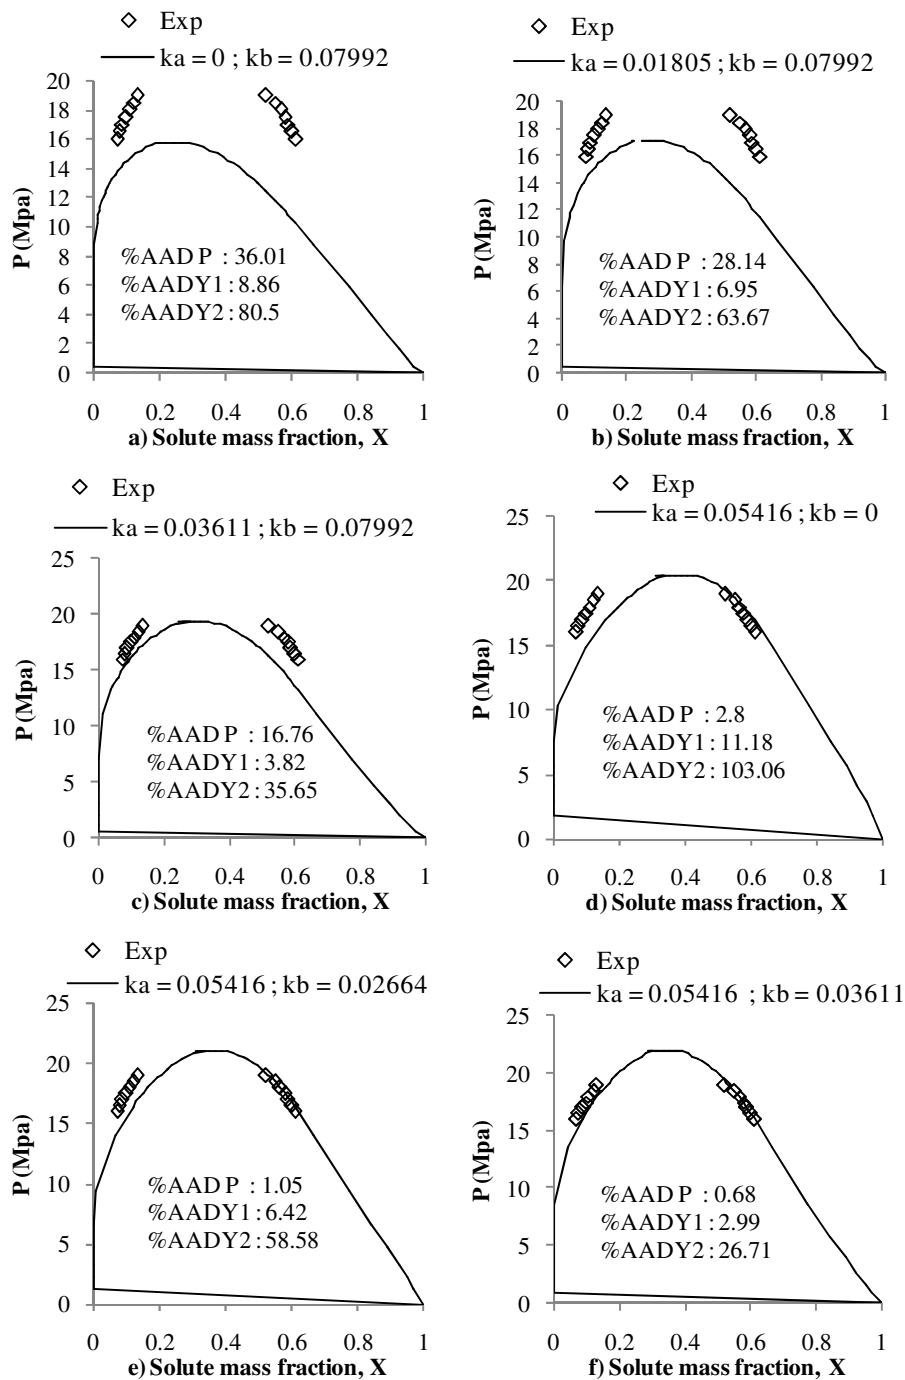 Exp
ka = 0 ; kb = 0.07992
20
18
16
14
12
10
8
6
4
2
0
P (Mpa)
%AAD P : 36.01
%AADY1 : 8.86
%AADY2 : 80.5
0 0.2 0.4 0.6 0.8 1
a) Solute mass fraction, X
Exp
ka = 0.01805 ; kb = 0.07992
20
18
16
14
12
10
8
6
4
2
0
P (Mpa)
%AAD P : 28.14
%AADY1 : 6.95
%AADY2 : 63.67
0 0.2 0.4 0.6 0.8 1
b) Solute mass fraction, X
Exp
ka = 0.03611 ; kb = 0.07992
25
20
15
10
5
0
P (Mpa)
%AAD P : 16.76
%AADY1 : 3.82
%AADY2 : 35.65
0 0.2 0.4 0.6 0.8 1
c) Solute mass fraction, X
Exp
ka = 0.05416 ; kb = 0
25
20
15
10
5
0
P (Mpa)
%AAD P : 2.8
%AADY1 : 11.18
%AADY2 : 103.06
0 0.2 0.4 0.6 0.8 1
d) Solute mass fraction, X
Exp
ka = 0.05416 ; kb = 0.02664
25
20
15
10
5
0
P (Mpa)
%AAD P : 1.05
%AADY1 : 6.42
%AADY2 : 58.58
0 0.2 0.4 0.6 0.8 1
e) Solute mass fraction, X
Exp
ka = 0.05416 ; kb = 0.03611
25
20
15
10
5
0
P (Mpa)
%AAD P : 0.68
%AADY1 : 2.99
%AADY2 : 26.71
0 0.2 0.4 0.6 0.8 1
f) Solute mass fraction, X